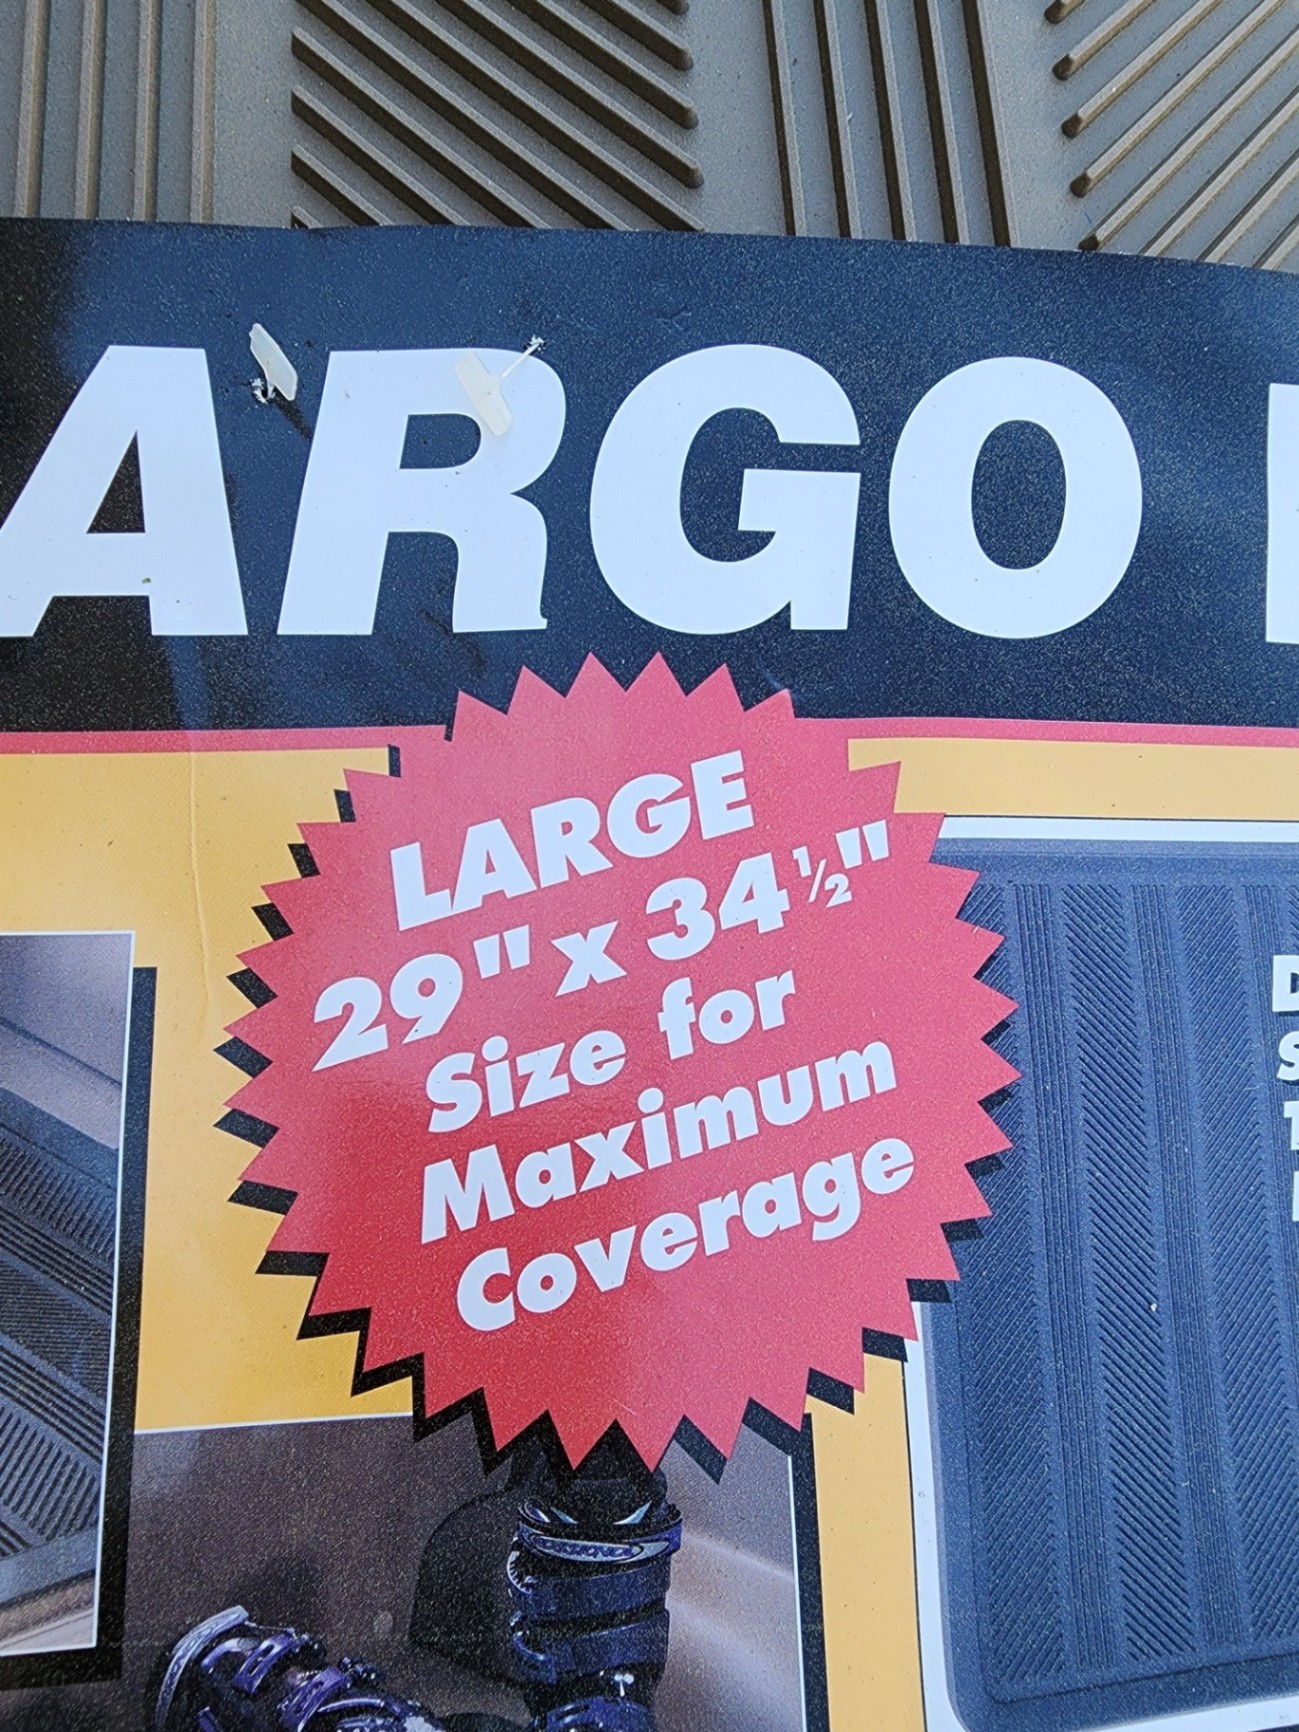 ARGO
LARGE
29" x 34½"
Size for
Maximum
Coverage